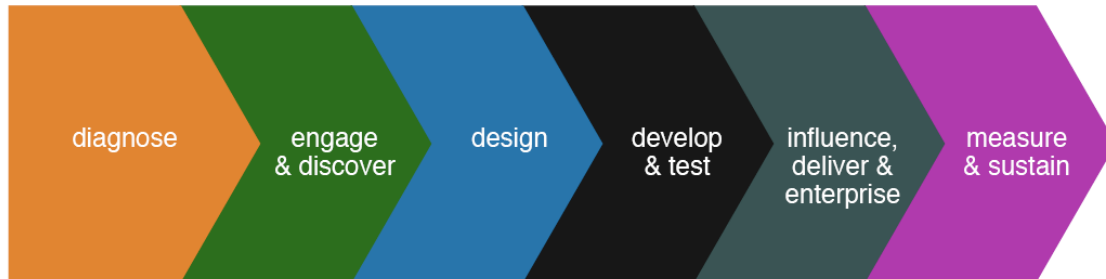 diagnose
engage
& discover
design
develop
& test
influence,
deliver &
enterprise
measure
& sustain